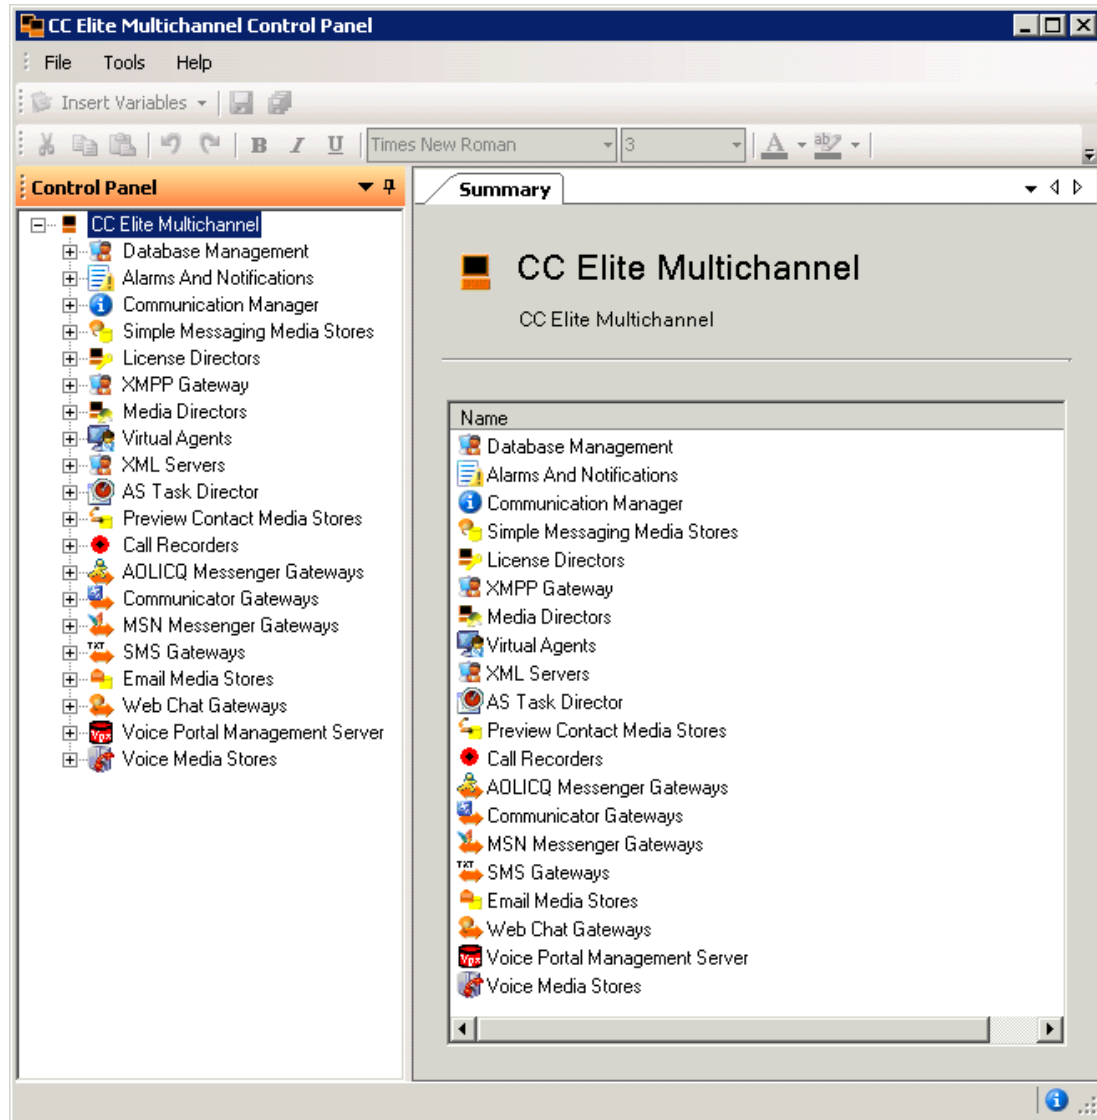 CC Elite Multichannel Control Panel
File Tools Help
Insert Variables
B I U Times New Roman 3 A ab
Control Panel
Summary
CC Elite Multichannel
Database Management
Alarms And Notifications
Communication Manager
Simple Messaging Media Stores
License Directors
XMPP Gateway
Media Directors
Virtual Agents
XML Servers
AS Task Director
Preview Contact Media Stores
Call Recorders
AOLICQ Messenger Gateways
Communicator Gateways
MSN Messenger Gateways
TXT SMS Gateways
Email Media Stores
Web Chat Gateways
Vpx Voice Portal Management Server
Voice Media Stores
CC Elite Multichannel
CC Elite Multichannel
Name
Database Management
Alarms And Notifications
Communication Manager
Simple Messaging Media Stores
License Directors
XMPP Gateway
Media Directors
Virtual Agents
XML Servers
AS Task Director
Preview Contact Media Stores
Call Recorders
AOLICQ Messenger Gateways
Communicator Gateways
MSN Messenger Gateways
TXT SMS Gateways
Email Media Stores
Web Chat Gateways
Vpx Voice Portal Management Server
Voice Media Stores